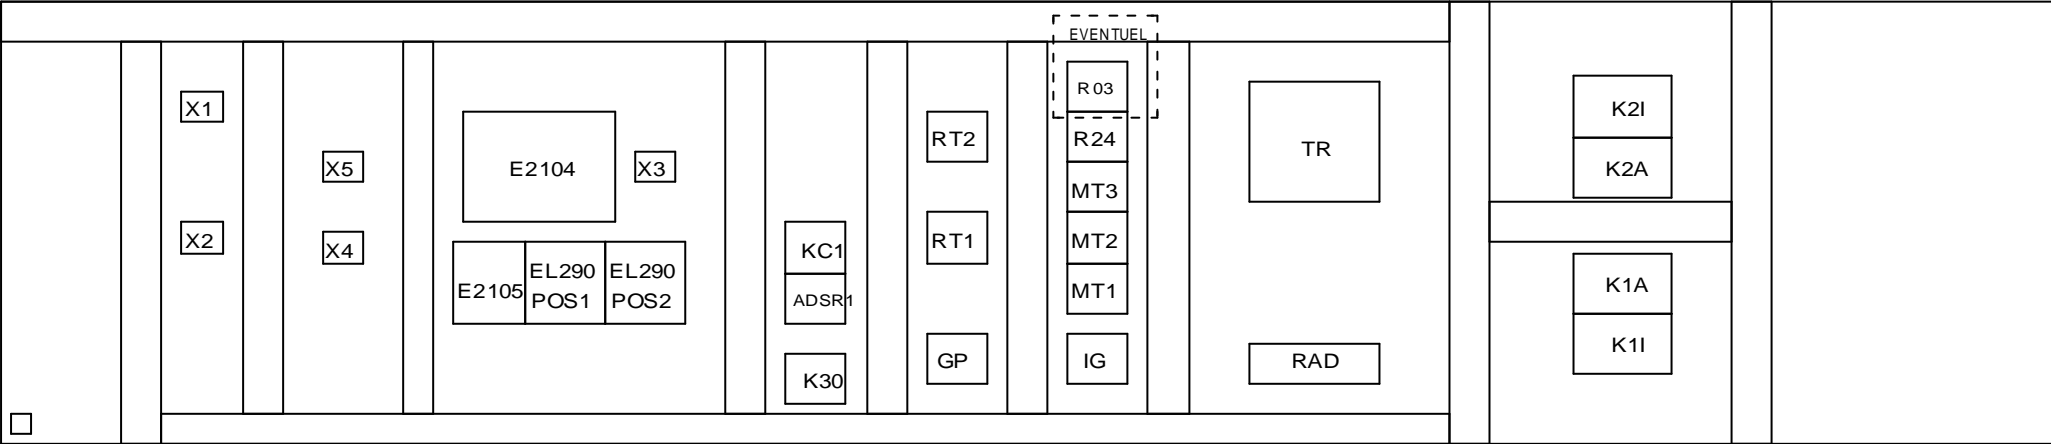 EVENTUEL
X1
X2
X5
X4
E2104
X3
E2105
EL290
POS1
EL290
POS2
KC1
ADSR1
K30
RT2
RT1
GP
R03
R24
MT3
MT2
MT1
IG
TR
RAD
K2I
K2A
K1A
K1I